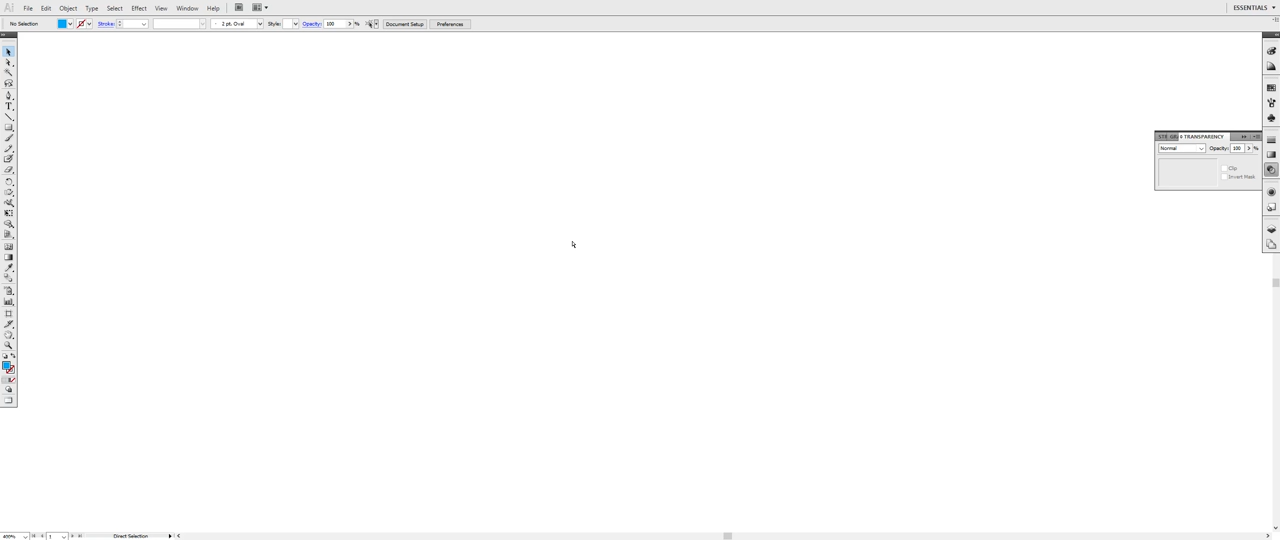 Ai File Edit Object Type Select Effect View Window Help ESSENTIALS
No Selection Stroke: 2 pt. Oval Style: Opacity: 100 % Document Setup Preferences
TRANSPARENCY
Normal Opacity: 100 %
Clip
Invert Mask
400% 1 Direct Selection